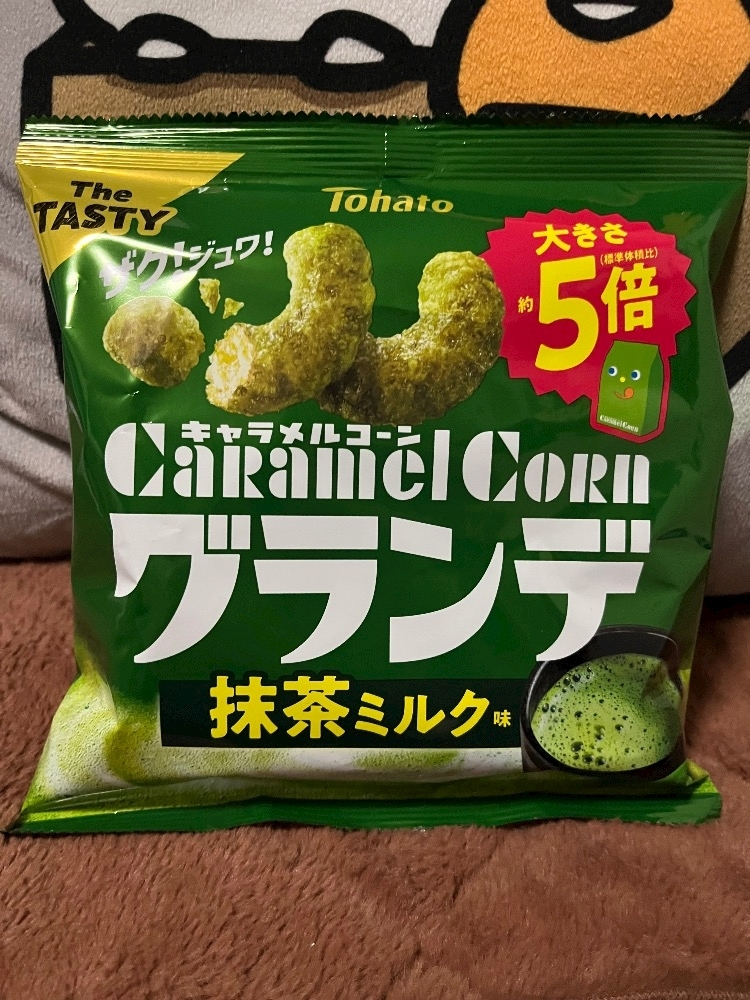 The
TASTY
Tohato
ザク!ジュワ!
大きさ
(標準体積比)
約5倍
Caramel Corn
キャラメルコーン
Caramel Corn
グランデ
抹茶ミルク味